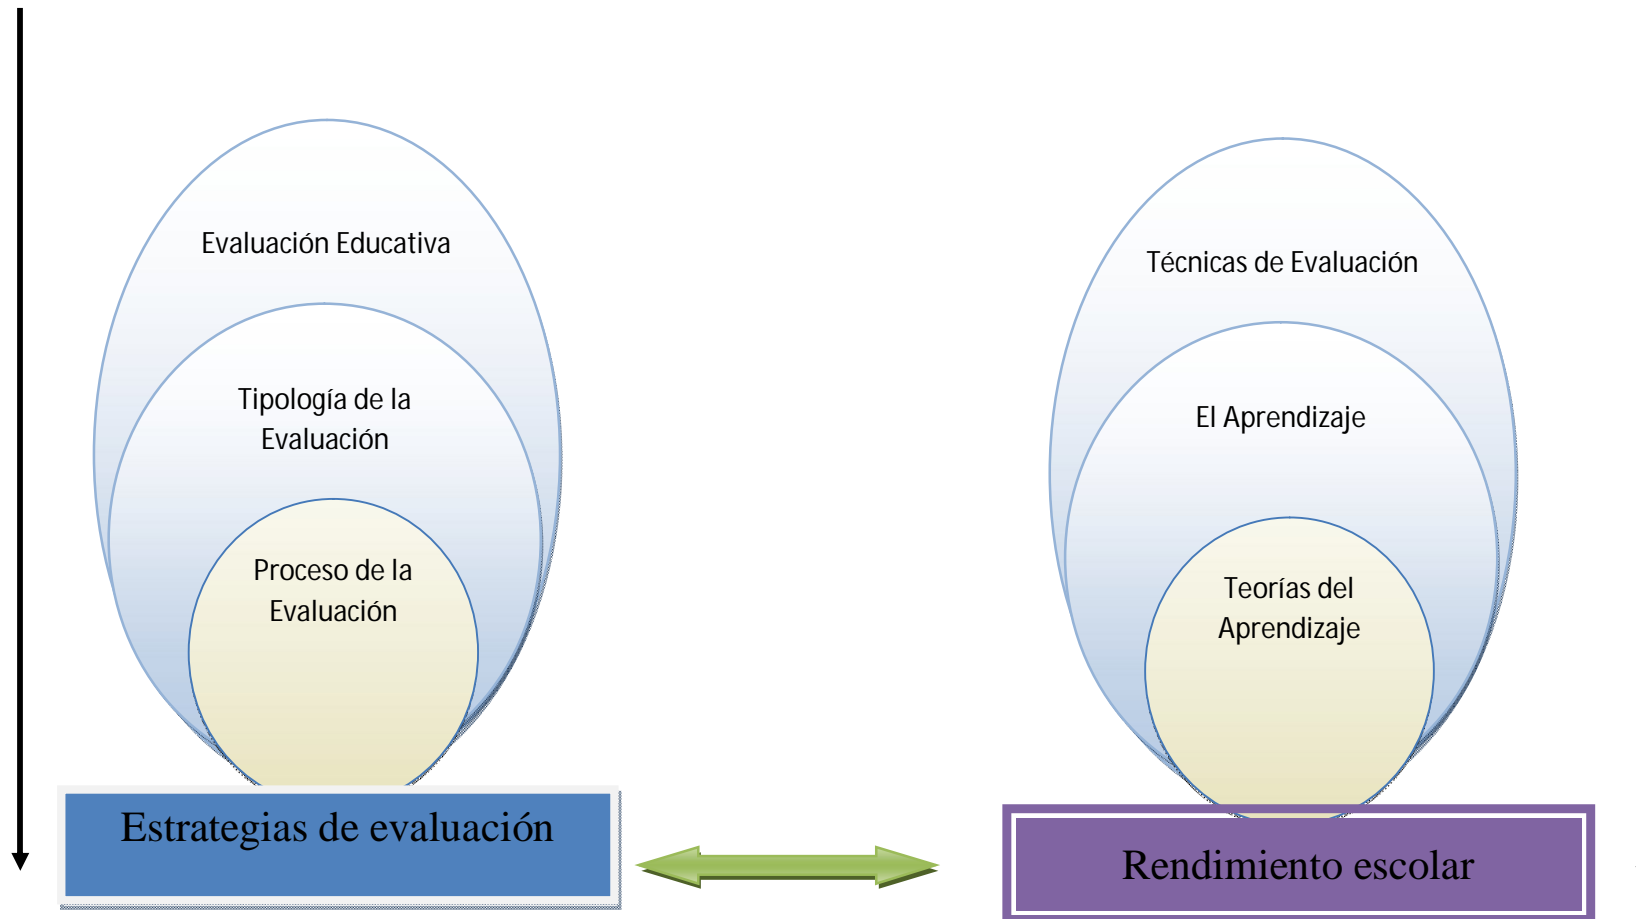 Evaluación Educativa
Tipología de la
Evaluación
Proceso de la
Evaluación
Estrategias de evaluación
Técnicas de Evaluación
El Aprendizaje
Teorías del
Aprendizaje
Rendimiento escolar